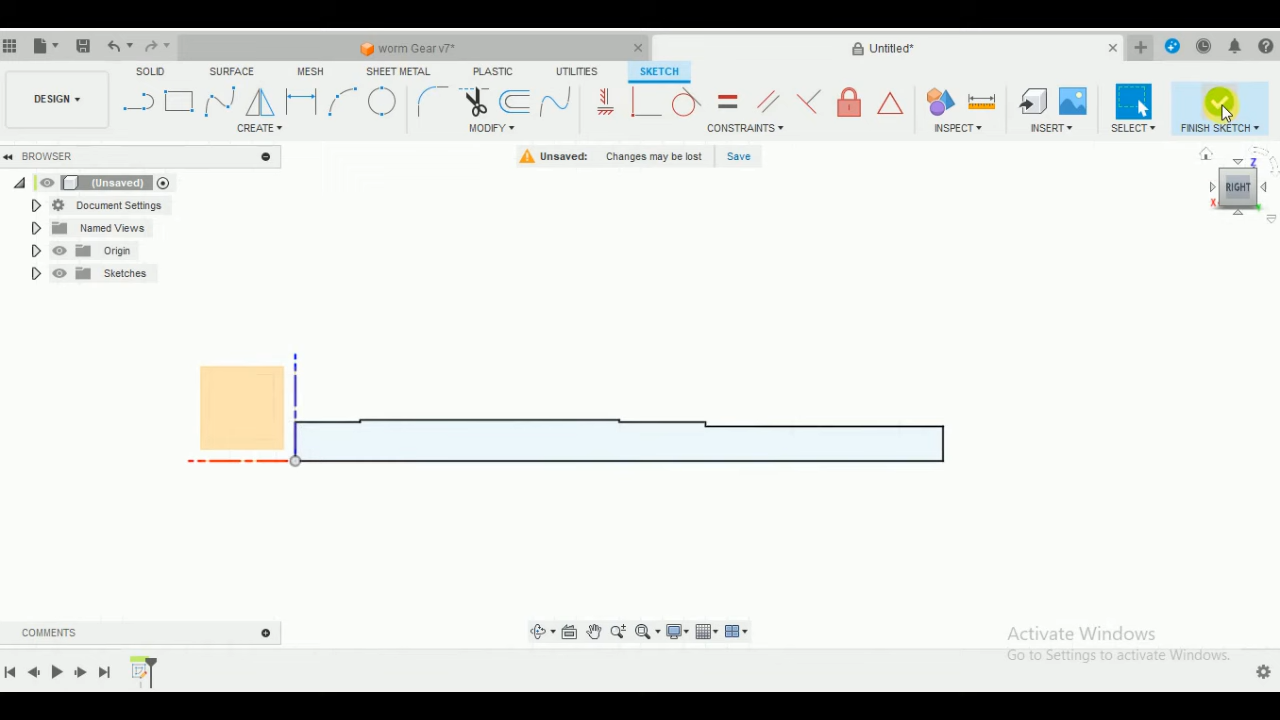 worm Gear v7*
Untitled*
DESIGN
SOLID SURFACE MESH SHEET METAL PLASTIC UTILITIES SKETCH
CREATE MODIFY CONSTRAINTS INSPECT INSERT SELECT FINISH SKETCH
BROWSER
Unsaved: Changes may be lost Save
(Unsaved)
Document Settings
Named Views
Origin
Sketches
Z
RIGHT
X
COMMENTS
Activate Windows
Go to Settings to activate Windows.